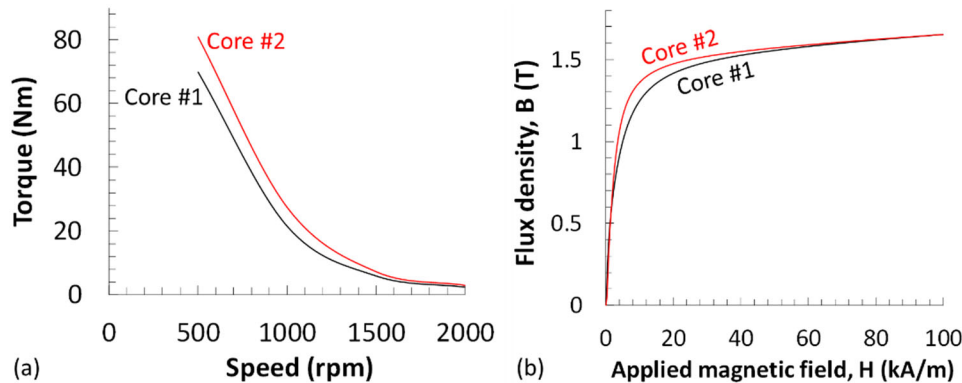 80
60
40
20
0
Torque (Nm)
Core #2
Core #1
0 500 1000 1500 2000
Speed (rpm)
(a)
1.5
1
0.5
0
Flux density, B (T)
Core #2
Core #1
0 20 40 60 80 100
Applied magnetic field, H (kA/m)
(b)